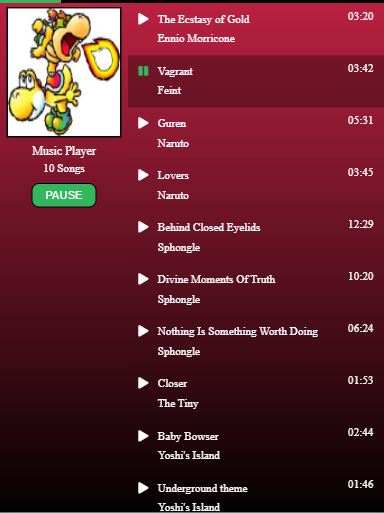 Music Player
10 Songs
PAUSE
The Ecstasy of Gold 03:20
Ennio Morricone
Vagrant 03:42
Feint
Guren 05:31
Naruto
Lovers 03:45
Naruto
Behind Closed Eyelids 12:29
Sphongle
Divine Moments Of Truth 10:20
Sphongle
Nothing Is Something Worth Doing 06:24
Sphongle
Closer 01:53
The Tiny
Baby Bowser 02:44
Yoshi's Island
Underground theme 01:46
Yoshi's Island